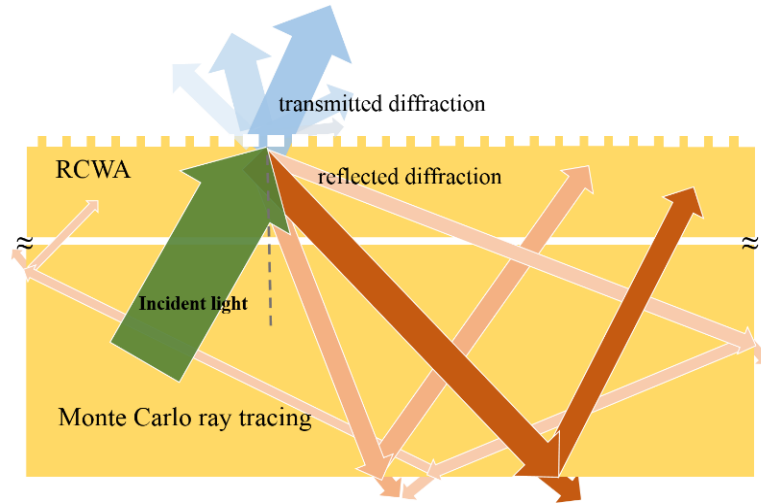 transmitted diffraction
RCWA
reflected diffraction
≈ ≈
Incident light
Monte Carlo ray tracing